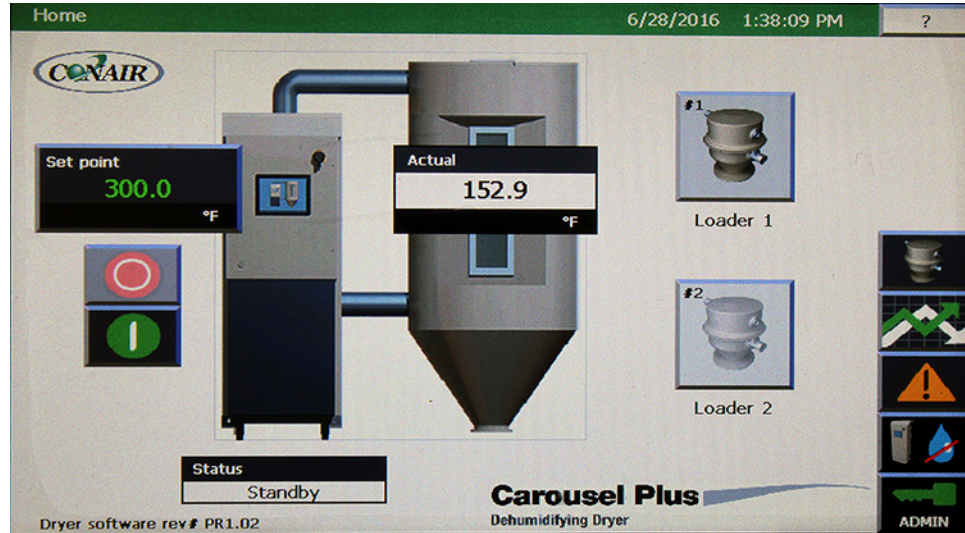 Home
6/28/2016 1:38:09 PM
?
CONAIR
Set point
300.0
°F
Actual
152.9
°F
#1
Loader 1
#2
Loader 2
Status
Standby
Carousel Plus
Dehumidifying Dryer
Dryer software rev# PR1.02
ADMIN